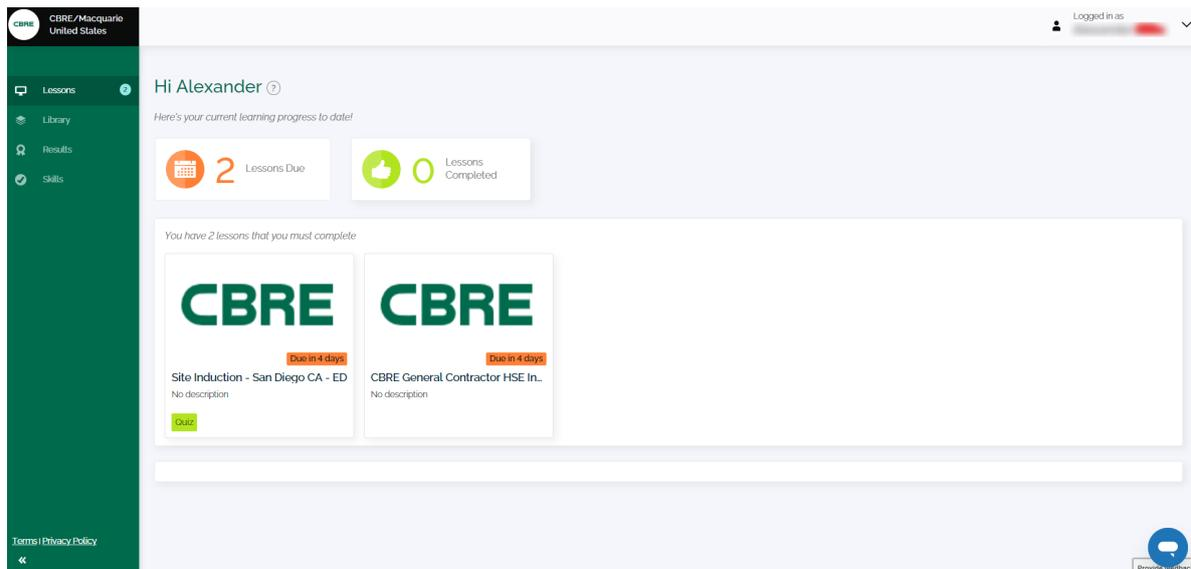 CBRE
CBRE/Macquarie
United States
Logged in as
Lessons
2
Library
Results
Skills
Hi Alexander ?
Here's your current learning progress to date!
2 Lessons Due
0 Lessons
Completed
You have 2 lessons that you must complete
CBRE
Due in 4 days
Site Induction - San Diego CA - ED
No description
Quiz
CBRE
Due in 4 days
CBRE General Contractor HSE In...
No description
Terms | Privacy Policy
Provide